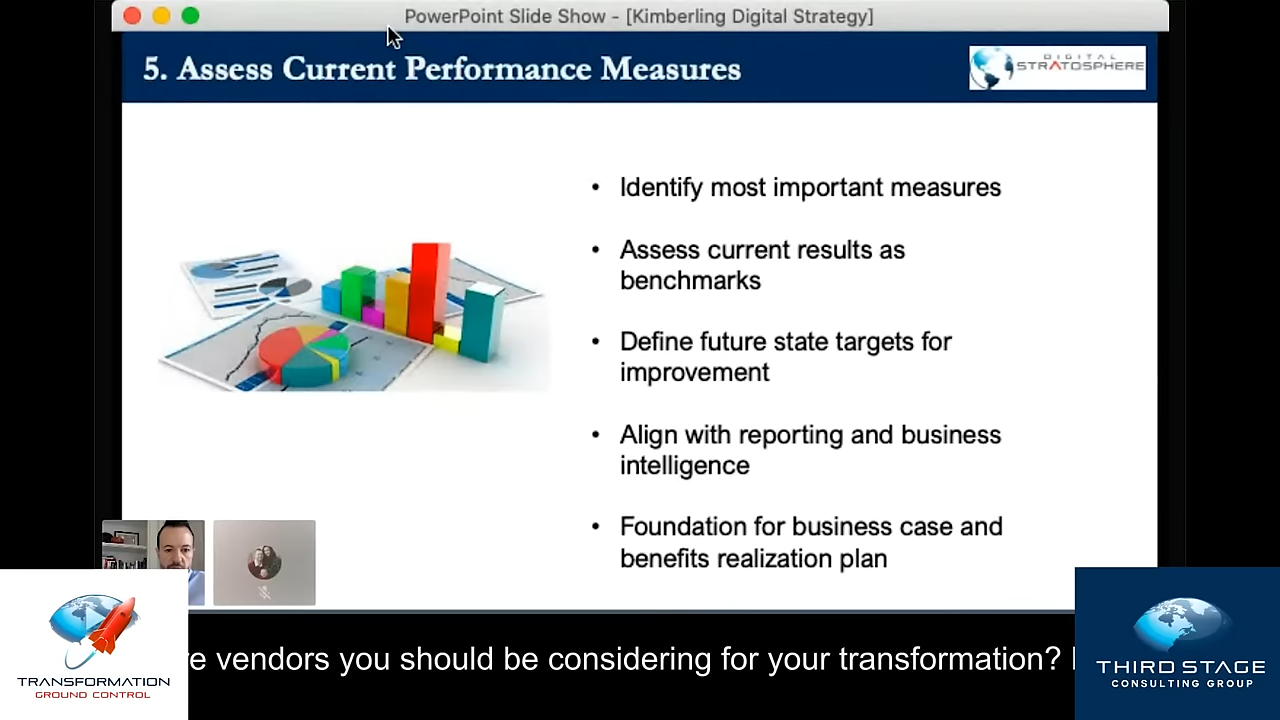 PowerPoint Slide Show - [Kimberling Digital Strategy]
5. Assess Current Performance Measures
DIGITAL
STRATOSPHERE
• Identify most important measures
• Assess current results as
benchmarks
• Define future state targets for
improvement
• Align with reporting and business
intelligence
• Foundation for business case and
benefits realization plan
vendors you should be considering for your transformation?
TRANSFORMATION
GROUND CONTROL
THIRD STAGE
CONSULTING GROUP